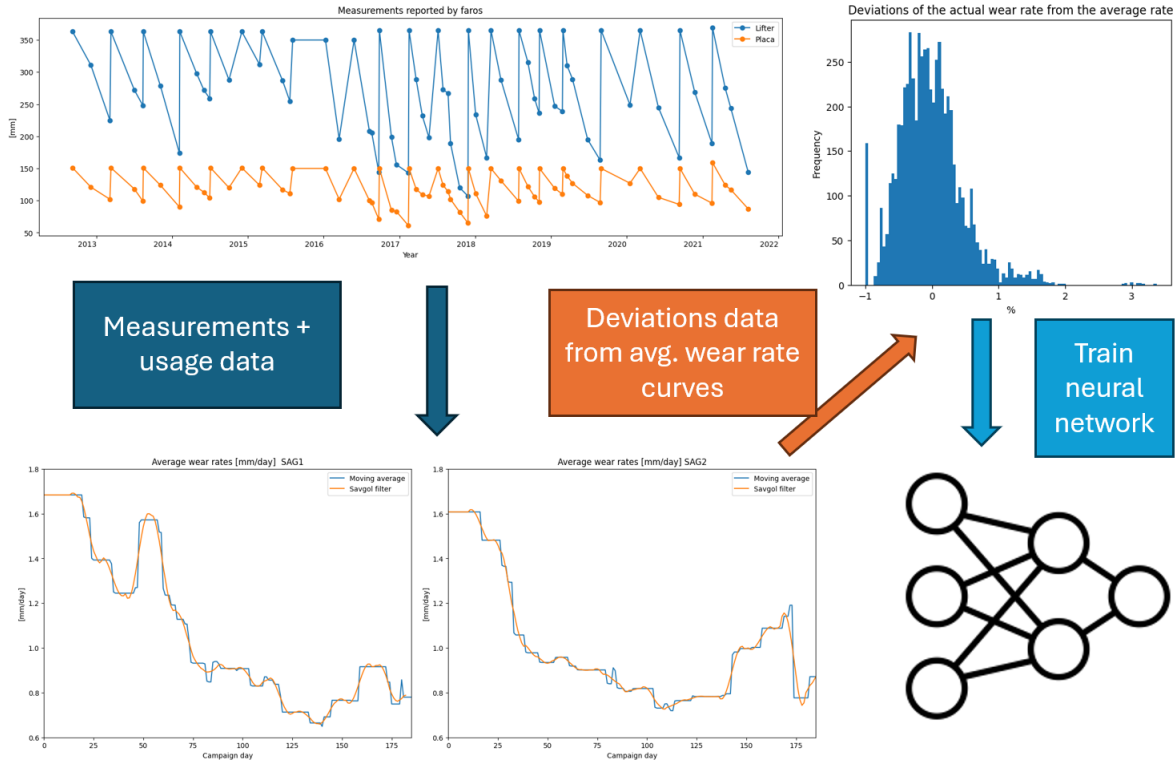 Measurements reported by faros
Lifter
Placa
[mm]
350
300
250
200
150
100
50
2013
2014
2015
2016
2017
2018
2019
2020
2021
2022
Year
Deviations of the actual wear rate from the average rate
Frequency
250
200
150
100
50
0
−1
0
1
2
3
%
Measurements +
usage data
Deviations data
from avg. wear rate
curves
Train
neural
network
Average wear rates [mm/day]  SAG1
Moving average
Savgol filter
[mm/day]
1.8
1.6
1.4
1.2
1.0
0.8
0.6
0
25
50
75
100
125
150
175
Campaign day
Average wear rates [mm/day] SAG2
Moving average
Savgol filter
[mm/day]
1.8
1.6
1.4
1.2
1.0
0.8
0.6
0
25
50
75
100
125
150
175
Campaign day